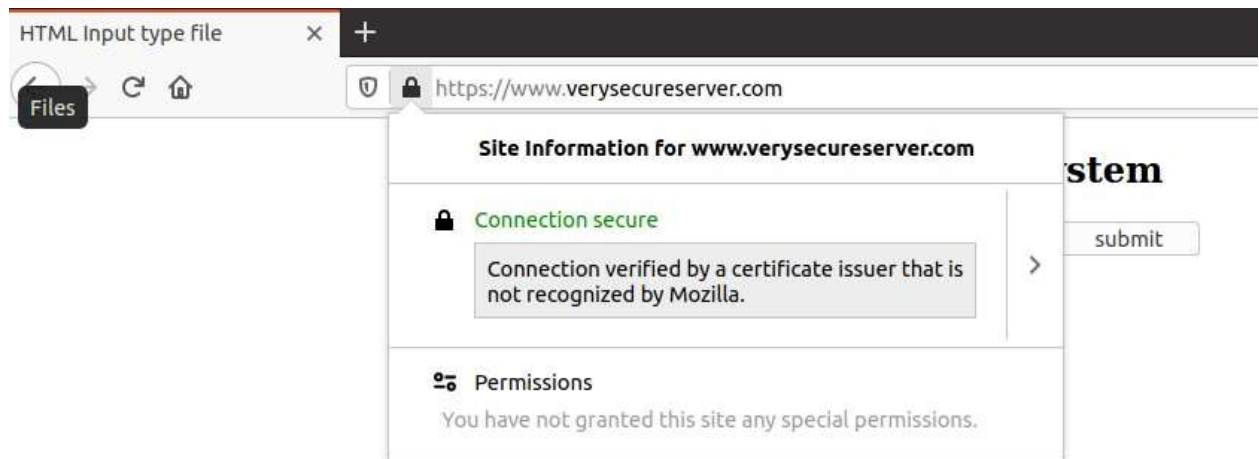 HTML Input type file
Files
https://www.verysecureserver.com
Site Information for www.verysecureserver.com
stem
Connection secure
submit
Connection verified by a certificate issuer that is
not recognized by Mozilla.
Permissions
You have not granted this site any special permissions.